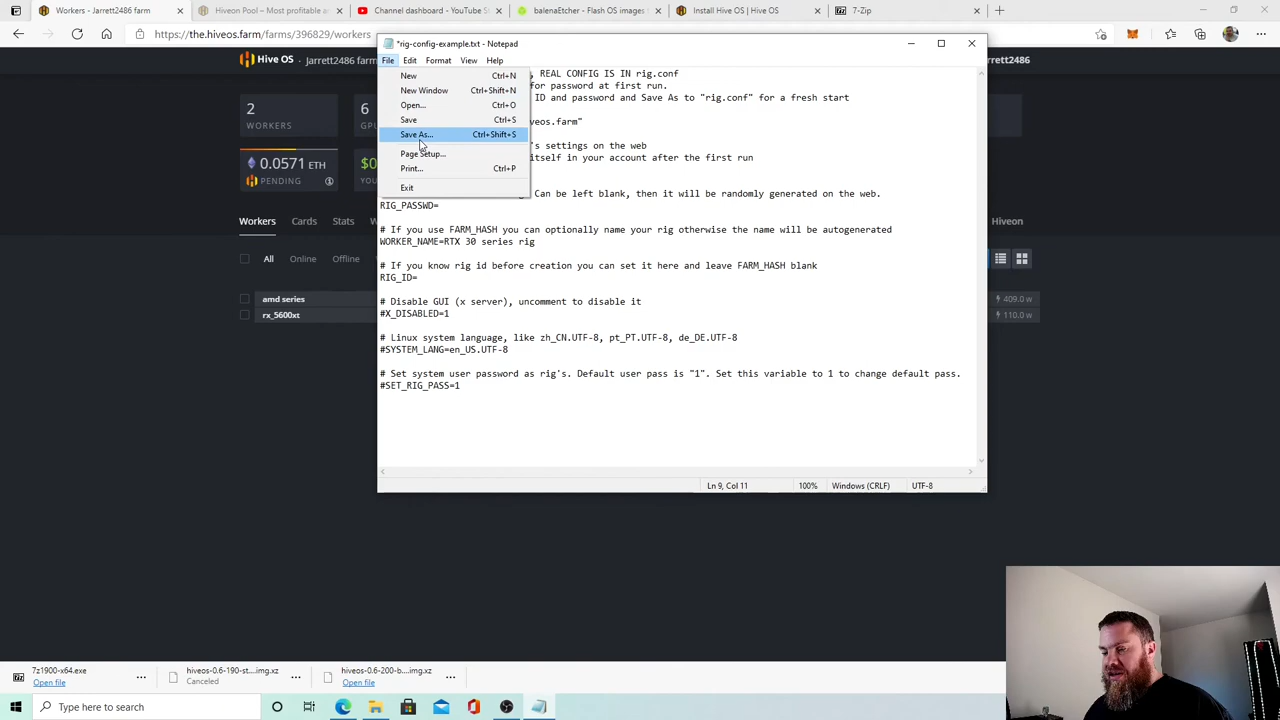 Workers - Jarrett2486 farm
Hiveon Pool – Most profitable a
Channel dashboard - YouTube S
balenaEtcher - Flash OS images t
Install Hive OS | Hive OS
7-Zip
https://the.hiveos.farm/farms/396829/workers
Hive OS
Jarrett2486 farm
rrett2486
2
WORKERS
6
GPU
0.0571 ETH
PENDING
$0
Workers
Cards
Stats
W
Hiveon
All
Online
Offline
amd series
409.0 w
rx_5600xt
110.0 w
*rig-config-example.txt - Notepad
File
Edit
Format
View
Help
New
Ctrl+N
New Window
Ctrl+Shift+N
Open...
Ctrl+O
Save
Ctrl+S
Save As...
Ctrl+Shift+S
Page Setup...
Print...
Ctrl+P
Exit
, REAL CONFIG IS IN rig.conf
for password at first run.
ID and password and Save As to "rig.conf" for a fresh start
veos.farm"
's settings on the web
itself in your account after the first run
Can be left blank, then it will be randomly generated on the web.
RIG_PASSWD=
# If you use FARM_HASH you can optionally name your rig otherwise the name will be autogenerated
WORKER_NAME=RTX 30 series rig
# If you know rig id before creation you can set it here and leave FARM_HASH blank
RIG_ID=
# Disable GUI (x server), uncomment to disable it
#X_DISABLED=1
# Linux system language, like zh_CN.UTF-8, pt_PT.UTF-8, de_DE.UTF-8
#SYSTEM_LANG=en_US.UTF-8
# Set system user password as rig's. Default user pass is "1". Set this variable to 1 to change default pass.
#SET_RIG_PASS=1
Ln 9, Col 11
100%
Windows (CRLF)
UTF-8
7z1900-x64.exe
Open file
hiveos-0.6-190-st....img.xz
Canceled
hiveos-0.6-200-b....img.xz
Open file
Type here to search